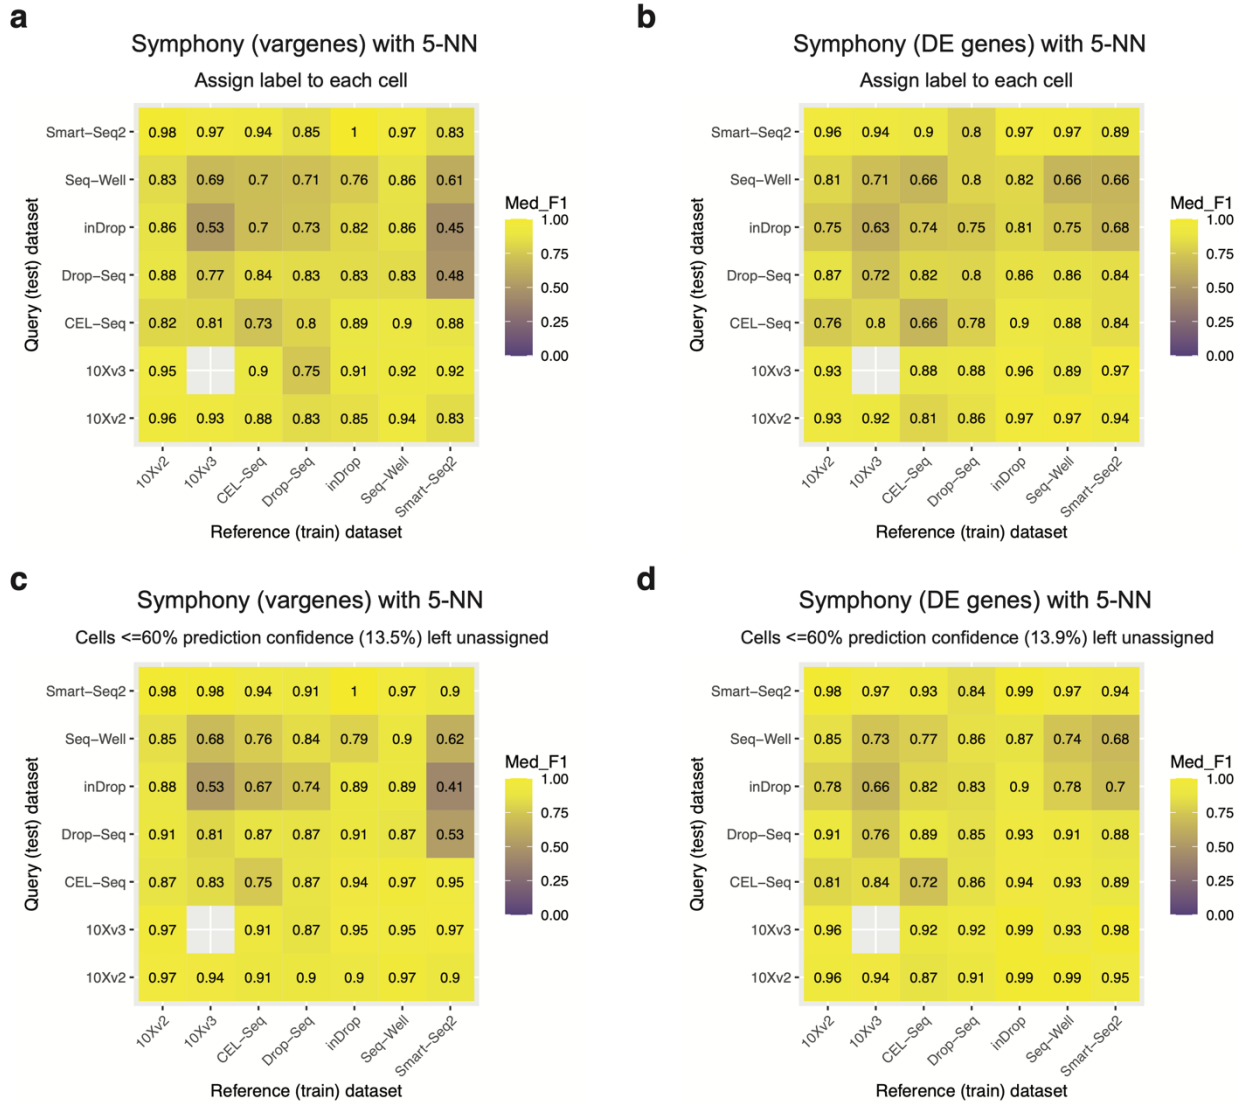 a
Symphony (vargenes) with 5-NN
Assign label to each cell
Query (test) dataset
Smart-Seq2 0.98 0.97 0.94 0.85 1 0.97 0.83
Seq-Well 0.83 0.69 0.7 0.71 0.76 0.86 0.61
inDrop 0.86 0.53 0.7 0.73 0.82 0.86 0.45
Drop-Seq 0.88 0.77 0.84 0.83 0.83 0.83 0.48
CEL-Seq 0.82 0.81 0.73 0.8 0.89 0.9 0.88
10Xv3 0.95 0.9 0.75 0.91 0.92 0.92
10Xv2 0.96 0.93 0.88 0.83 0.85 0.94 0.83
10Xv2 10Xv3 CEL-Seq Drop-Seq inDrop Seq-Well Smart-Seq2
Reference (train) dataset
Med_F1
1.00
0.75
0.50
0.25
0.00
b
Symphony (DE genes) with 5-NN
Assign label to each cell
Query (test) dataset
Smart-Seq2 0.96 0.94 0.9 0.8 0.97 0.97 0.89
Seq-Well 0.81 0.71 0.66 0.8 0.82 0.66 0.66
inDrop 0.75 0.63 0.74 0.75 0.81 0.75 0.68
Drop-Seq 0.87 0.72 0.82 0.8 0.86 0.86 0.84
CEL-Seq 0.76 0.8 0.66 0.78 0.9 0.88 0.84
10Xv3 0.93 0.88 0.88 0.96 0.89 0.97
10Xv2 0.93 0.92 0.81 0.86 0.97 0.97 0.94
10Xv2 10Xv3 CEL-Seq Drop-Seq inDrop Seq-Well Smart-Seq2
Reference (train) dataset
Med_F1
1.00
0.75
0.50
0.25
0.00
c
Symphony (vargenes) with 5-NN
Cells <=60% prediction confidence (13.5%) left unassigned
Query (test) dataset
Smart-Seq2 0.98 0.98 0.94 0.91 1 0.97 0.9
Seq-Well 0.85 0.68 0.76 0.84 0.79 0.9 0.62
inDrop 0.88 0.53 0.67 0.74 0.89 0.89 0.41
Drop-Seq 0.91 0.81 0.87 0.87 0.91 0.87 0.53
CEL-Seq 0.87 0.83 0.75 0.87 0.94 0.97 0.95
10Xv3 0.97 0.91 0.87 0.95 0.95 0.97
10Xv2 0.97 0.94 0.91 0.9 0.9 0.97 0.9
10Xv2 10Xv3 CEL-Seq Drop-Seq inDrop Seq-Well Smart-Seq2
Reference (train) dataset
Med_F1
1.00
0.75
0.50
0.25
0.00
d
Symphony (DE genes) with 5-NN
Cells <=60% prediction confidence (13.9%) left unassigned
Query (test) dataset
Smart-Seq2 0.98 0.97 0.93 0.84 0.99 0.97 0.94
Seq-Well 0.85 0.73 0.77 0.86 0.87 0.74 0.68
inDrop 0.78 0.66 0.82 0.83 0.9 0.78 0.7
Drop-Seq 0.91 0.76 0.89 0.85 0.93 0.91 0.88
CEL-Seq 0.81 0.84 0.72 0.86 0.94 0.93 0.89
10Xv3 0.96 0.92 0.92 0.99 0.93 0.98
10Xv2 0.96 0.94 0.87 0.91 0.99 0.99 0.95
10Xv2 10Xv3 CEL-Seq Drop-Seq inDrop Seq-Well Smart-Seq2
Reference (train) dataset
Med_F1
1.00
0.75
0.50
0.25
0.00